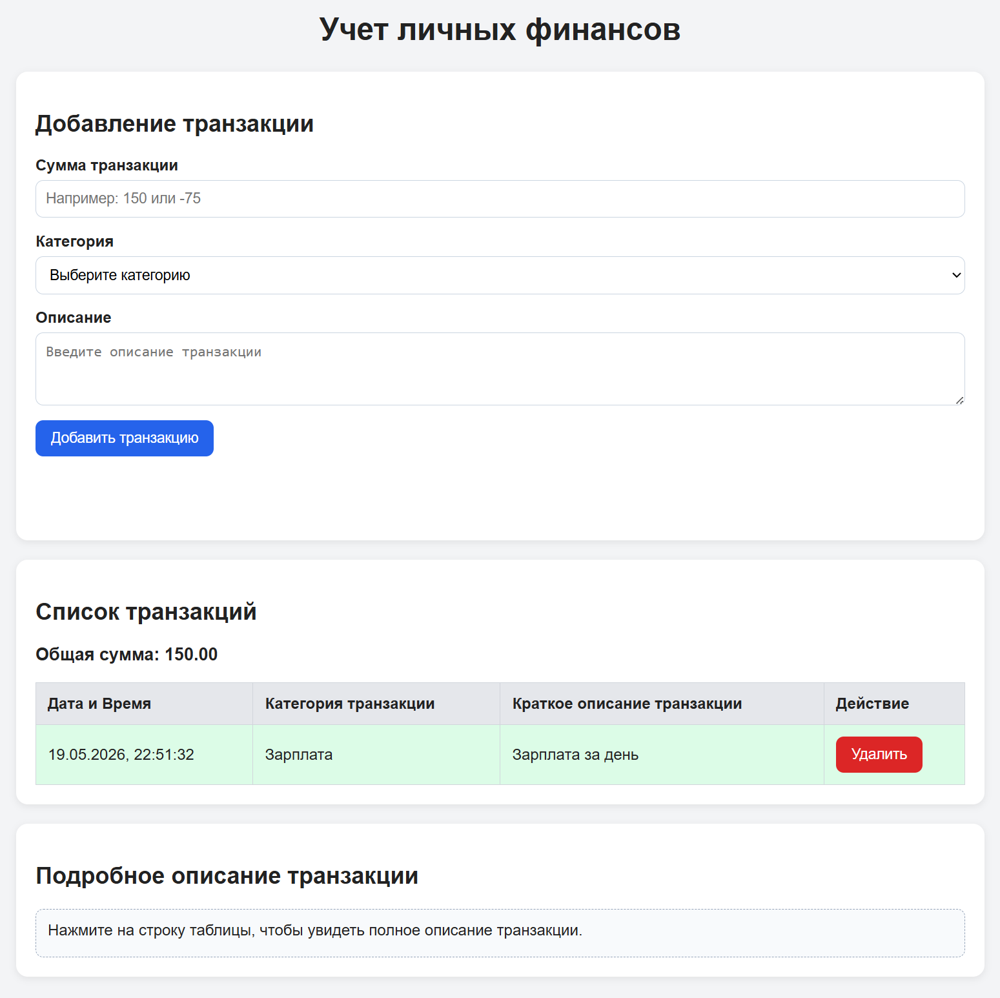 Учет личных финансов
Добавление транзакции
Сумма транзакции
Например: 150 или -75
Категория
Выберите категорию
Описание
Введите описание транзакции
Добавить транзакцию
Список транзакций
Общая сумма: 150.00
Дата и Время Категория транзакции Краткое описание транзакции Действие
19.05.2026, 22:51:32 Зарплата Зарплата за день Удалить
Подробное описание транзакции
Нажмите на строку таблицы, чтобы увидеть полное описание транзакции.